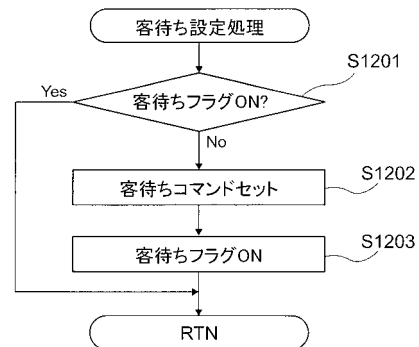 客待ち設定処理
S1201
Yes
客待ちフラグON?
No
S1202
客待ちコマンドセット
S1203
客待ちフラグON
RTN